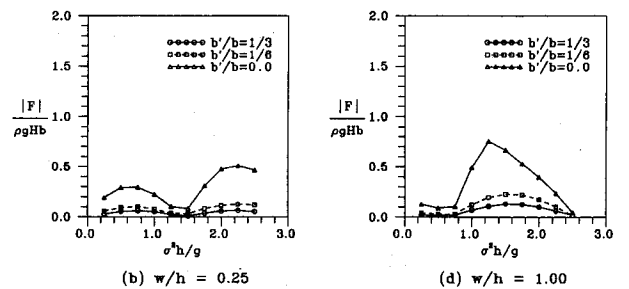 2.0
1.5
1.0
0.5
0.0
|F|
ρgHb
b'/b=1/3
b'/b=1/6
b'/b=0.0
0.0 1.0 2.0 3.0
σ²h/g
(b) w/h = 0.25
2.0
1.5
1.0
0.5
0.0
|F|
ρgHb
b'/b=1/3
b'/b=1/6
b'/b=0.0
0.0 1.0 2.0 3.0
σ²h/g
(d) w/h = 1.00